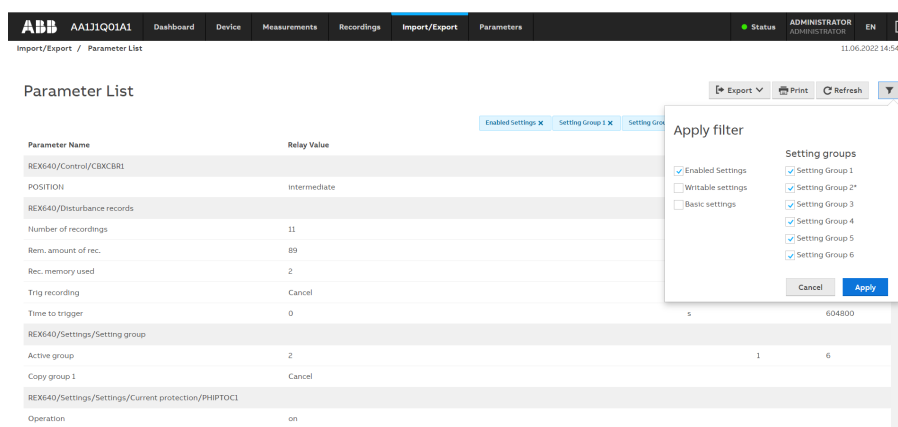 ABB AA1J1Q01A1 Dashboard Device Measurements Recordings Import/Export Parameters Status ADMINISTRATOR ADMINISTRATOR EN
Import/Export / Parameter List 11.06.2022 14:54
Parameter List Export Print Refresh
Enabled Settings x Setting Group 1 x Setting Grou
Apply filter
Setting groups
Enabled Settings Setting Group 1
Writable settings Setting Group 2*
Basic settings Setting Group 3
Setting Group 4
Setting Group 5
Setting Group 6
Cancel Apply
Parameter Name Relay Value
REX640/Control/CBXCBR1
POSITION intermediate
REX640/Disturbance records
Number of recordings 11
Rem. amount of rec. 89
Rec. memory used 2
Trig recording Cancel
Time to trigger 0 s 604800
REX640/Settings/Setting group
Active group 2 1 6
Copy group 1 Cancel
REX640/Settings/Settings/Current protection/PHIPTOC1
Operation on